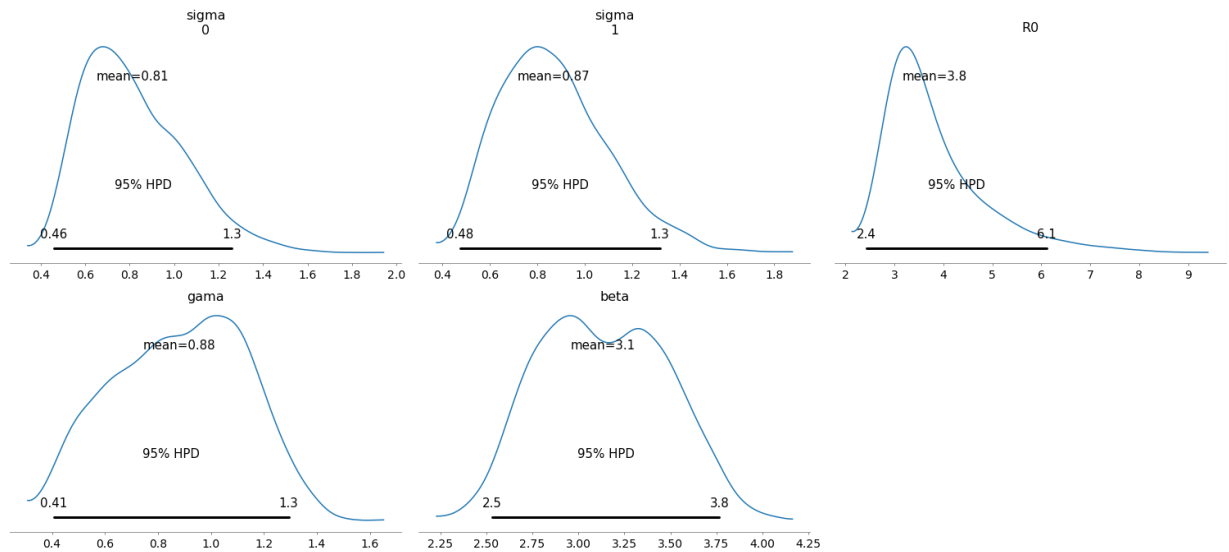 sigma
0
mean=0.81
95% HPD
0.46 1.3
0.4 0.6 0.8 1.0 1.2 1.4 1.6 1.8 2.0
sigma
1
mean=0.87
95% HPD
0.48 1.3
0.4 0.6 0.8 1.0 1.2 1.4 1.6 1.8
R0
mean=3.8
95% HPD
2.4 6.1
2 3 4 5 6 7 8 9
gama
mean=0.88
95% HPD
0.41 1.3
0.4 0.6 0.8 1.0 1.2 1.4 1.6
beta
mean=3.1
95% HPD
2.5 3.8
2.25 2.50 2.75 3.00 3.25 3.50 3.75 4.00 4.25